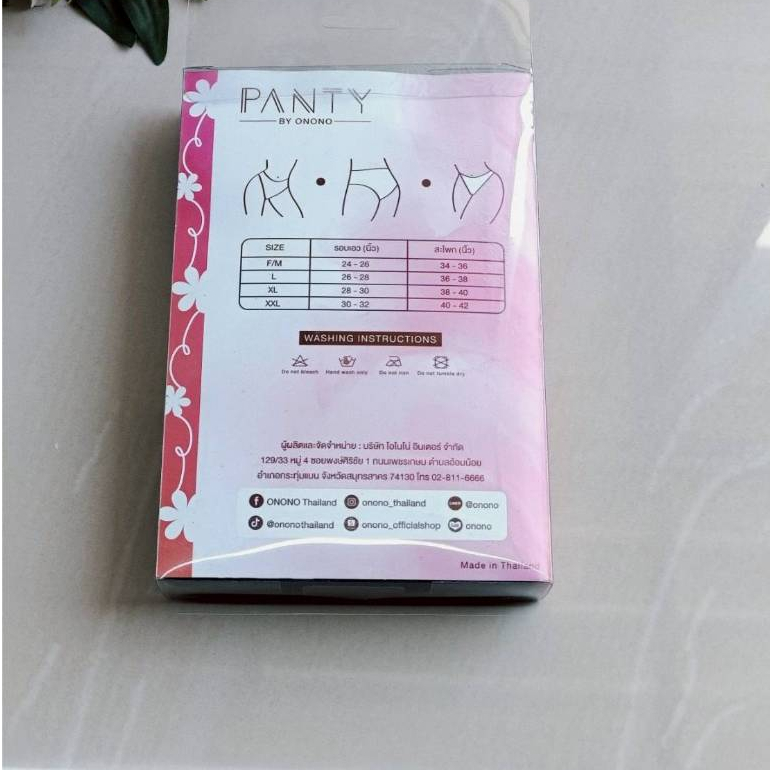 PANTY
BY ONONO
SIZE รอบเอว (นิ้ว) สะโพก (นิ้ว)
F/M 24 - 26 34 - 36
L 26 - 28 36 - 38
XL 28 - 30 38 - 40
XXL 30 - 32 40 - 42
WASHING INSTRUCTIONS
Do not bleach Hand wash only Do not iron Do not tumble dry
ผู้ผลิตและจัดจำหน่าย : บริษัท โอโนโน่ อินเตอร์ จำกัด
129/33 หมู่ 4 ซอยพงษ์ศิริชัย 1 ถนนเพชรเกษม ตำบลอ้อมน้อย
อำเภอกระทุ่มแบน จังหวัดสมุทรสาคร 74130 โทร 02-811-6666
ONONO Thailand onono_thailand @onono
@ononothailand onono_officialshop onono
Made in Thailand